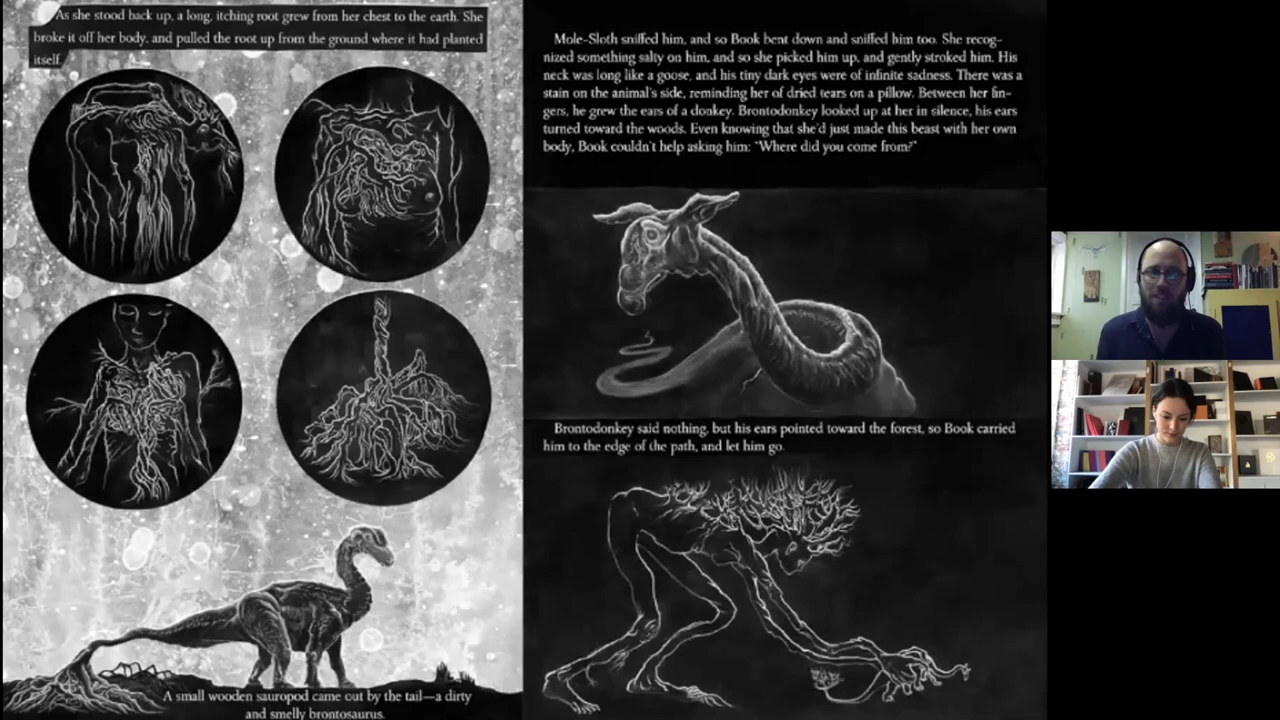 As she stood back up, a long, itching root grew from her chest to the earth. She
broke it off her body, and pulled the root up from the ground where it had planted
itself.
A small wooden sauropod came out by the tail—a dirty
and smelly brontosaurus.
Mole-Sloth sniffed him, and so Book bent down and sniffed him too. She recog-
nized something salty on him, and so she picked him up, and gently stroked him. His
neck was long like a goose, and his tiny dark eyes were of infinite sadness. There was a
stain on the animal's side, reminding her of dried tears on a pillow. Between her fin-
gers, he grew the ears of a donkey. Brontodonkey looked up at her in silence, his ears
turned toward the woods. Even knowing that she'd just made this beast with her own
body, Book couldn't help asking him: "Where did you come from?"
Brontodonkey said nothing, but his ears pointed toward the forest, so Book carried
him to the edge of the path, and let him go.